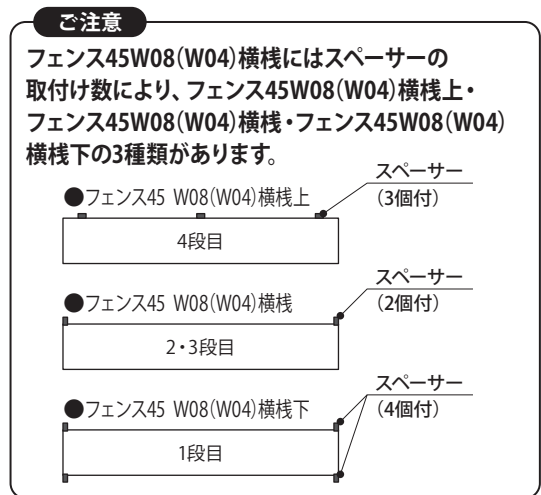 ご注意
フェンス45W08(W04)横桟にはスペーサーの
取付け数により、フェンス45W08(W04)横桟上・
フェンス45W08(W04)横桟・フェンス45W08(W04)
横桟下の3種類があります。
●フェンス45 W08(W04)横桟上
スペーサー
(3個付)
4段目
●フェンス45 W08(W04)横桟
スペーサー
(2個付)
2・3段目
●フェンス45 W08(W04)横桟下
スペーサー
(4個付)
1段目